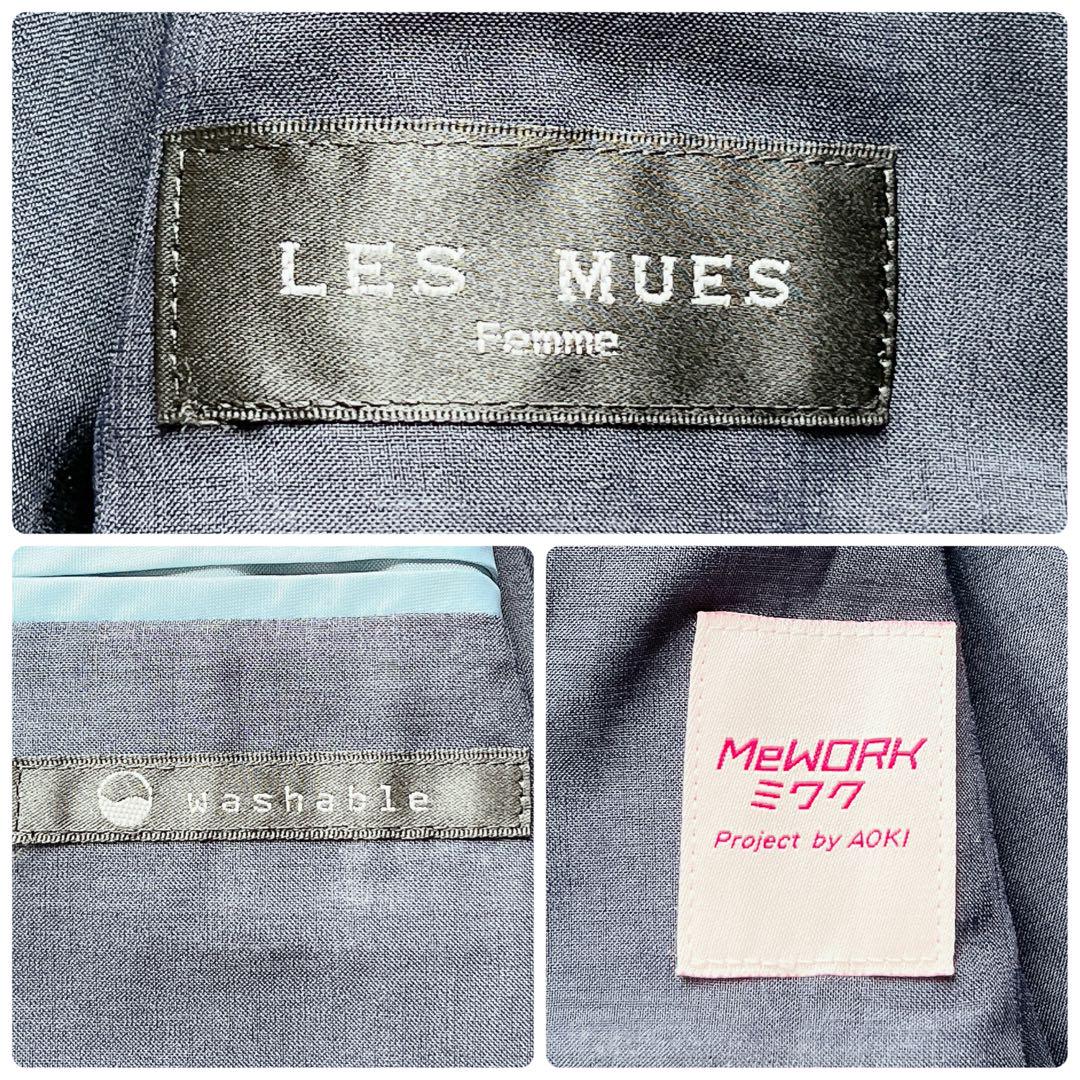 LES MUES
Femme
washable
MeWORK
ミワク
Project by AOKI